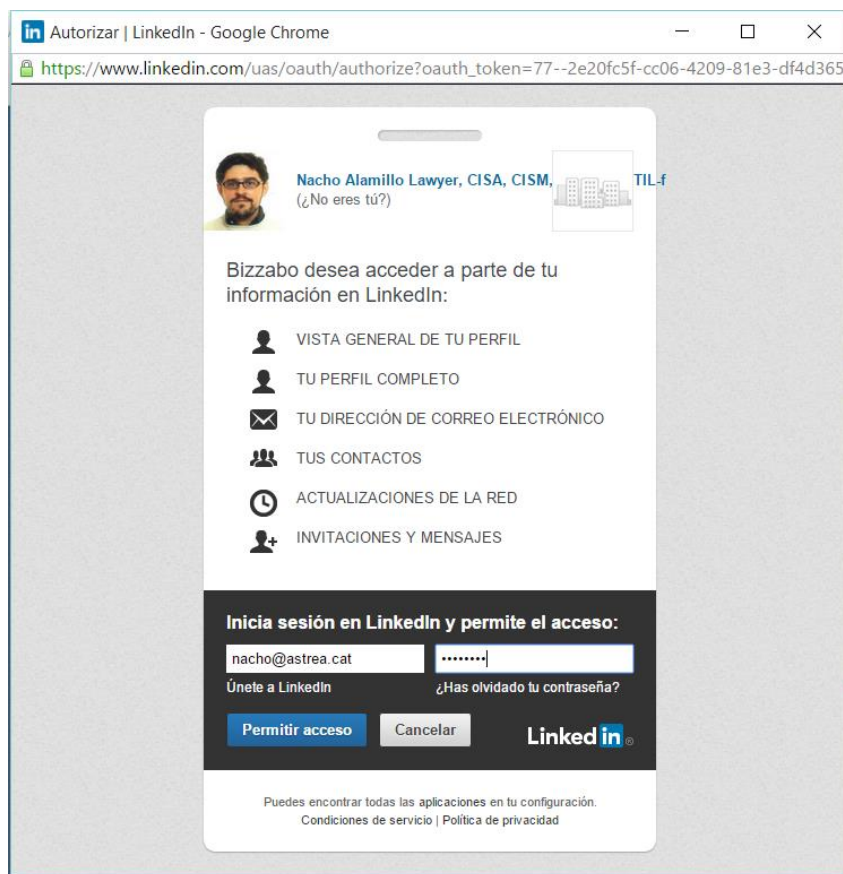 Autorizar | LinkedIn - Google Chrome
https://www.linkedin.com/uas/oauth/authorize?oauth_token=77--2e20fc5f-cc06-4209-81e3-df4d365
Nacho Alamillo Lawyer, CISA, CISM, TIL-f
(¿No eres tú?)
Bizzabo desea acceder a parte de tu
información en LinkedIn:
VISTA GENERAL DE TU PERFIL
TU PERFIL COMPLETO
TU DIRECCIÓN DE CORREO ELECTRÓNICO
TUS CONTACTOS
ACTUALIZACIONES DE LA RED
INVITACIONES Y MENSAJES
Inicia sesión en LinkedIn y permite el acceso:
nacho@astrea.cat ••••••••
Únete a LinkedIn ¿Has olvidado tu contraseña?
Permitir acceso Cancelar Linked in ®
Puedes encontrar todas las aplicaciones en tu configuración.
Condiciones de servicio | Política de privacidad